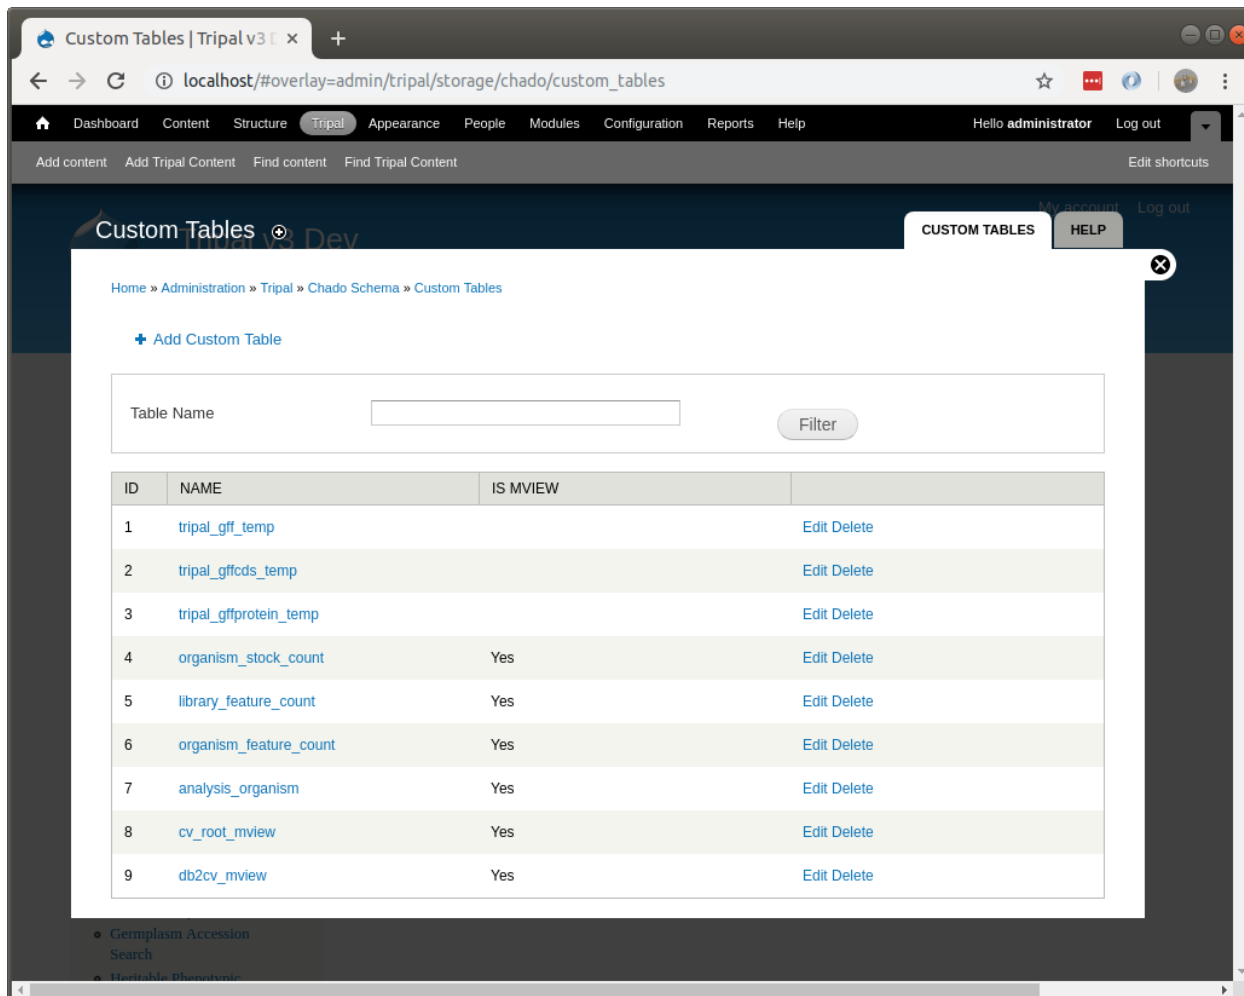 Custom Tables | Tripal v3 D
localhost/#overlay=admin/tripal/storage/chado/custom_tables
Dashboard Content Structure Tripal Appearance People Modules Configuration Reports Help Hello administrator Log out
Add content Add Tripal Content Find content Find Tripal Content Edit shortcuts
My account Log out
Tripal v3 Dev
Custom Tables CUSTOM TABLES HELP
Home » Administration » Tripal » Chado Schema » Custom Tables
Add Custom Table
Table Name Filter
ID NAME IS MVIEW
1 tripal_gff_temp Edit Delete
2 tripal_gffcds_temp Edit Delete
3 tripal_gffprotein_temp Edit Delete
4 organism_stock_count Yes Edit Delete
5 library_feature_count Yes Edit Delete
6 organism_feature_count Yes Edit Delete
7 analysis_organism Yes Edit Delete
8 cv_root_mview Yes Edit Delete
9 db2cv_mview Yes Edit Delete
Germplasm Accession
Search
Heritable Phenotypic